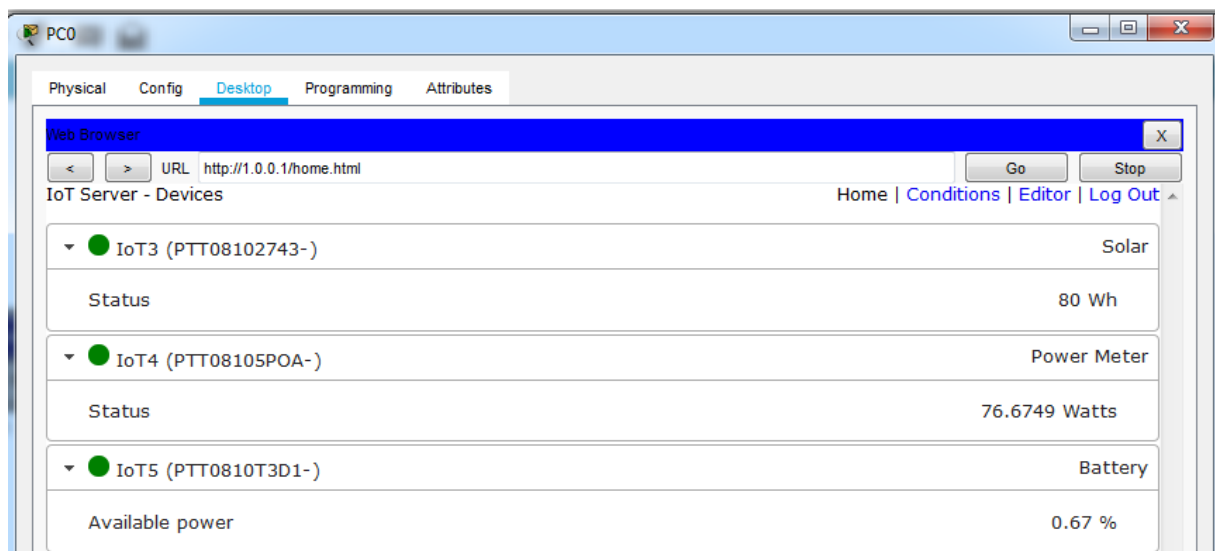 PC0
X
Physical Config Desktop Programming Attributes
Web Browser X
< > URL http://1.0.0.1/home.html Go Stop
IoT Server - Devices Home | Conditions | Editor | Log Out
IoT3 (PTT08102743-) Solar
Status 80 Wh
IoT4 (PTT08105POA-) Power Meter
Status 76.6749 Watts
IoT5 (PTT0810T3D1-) Battery
Available power 0.67 %